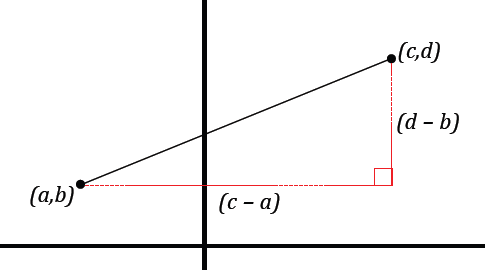 (c,d)
(d – b)
(a,b)
(c – a)